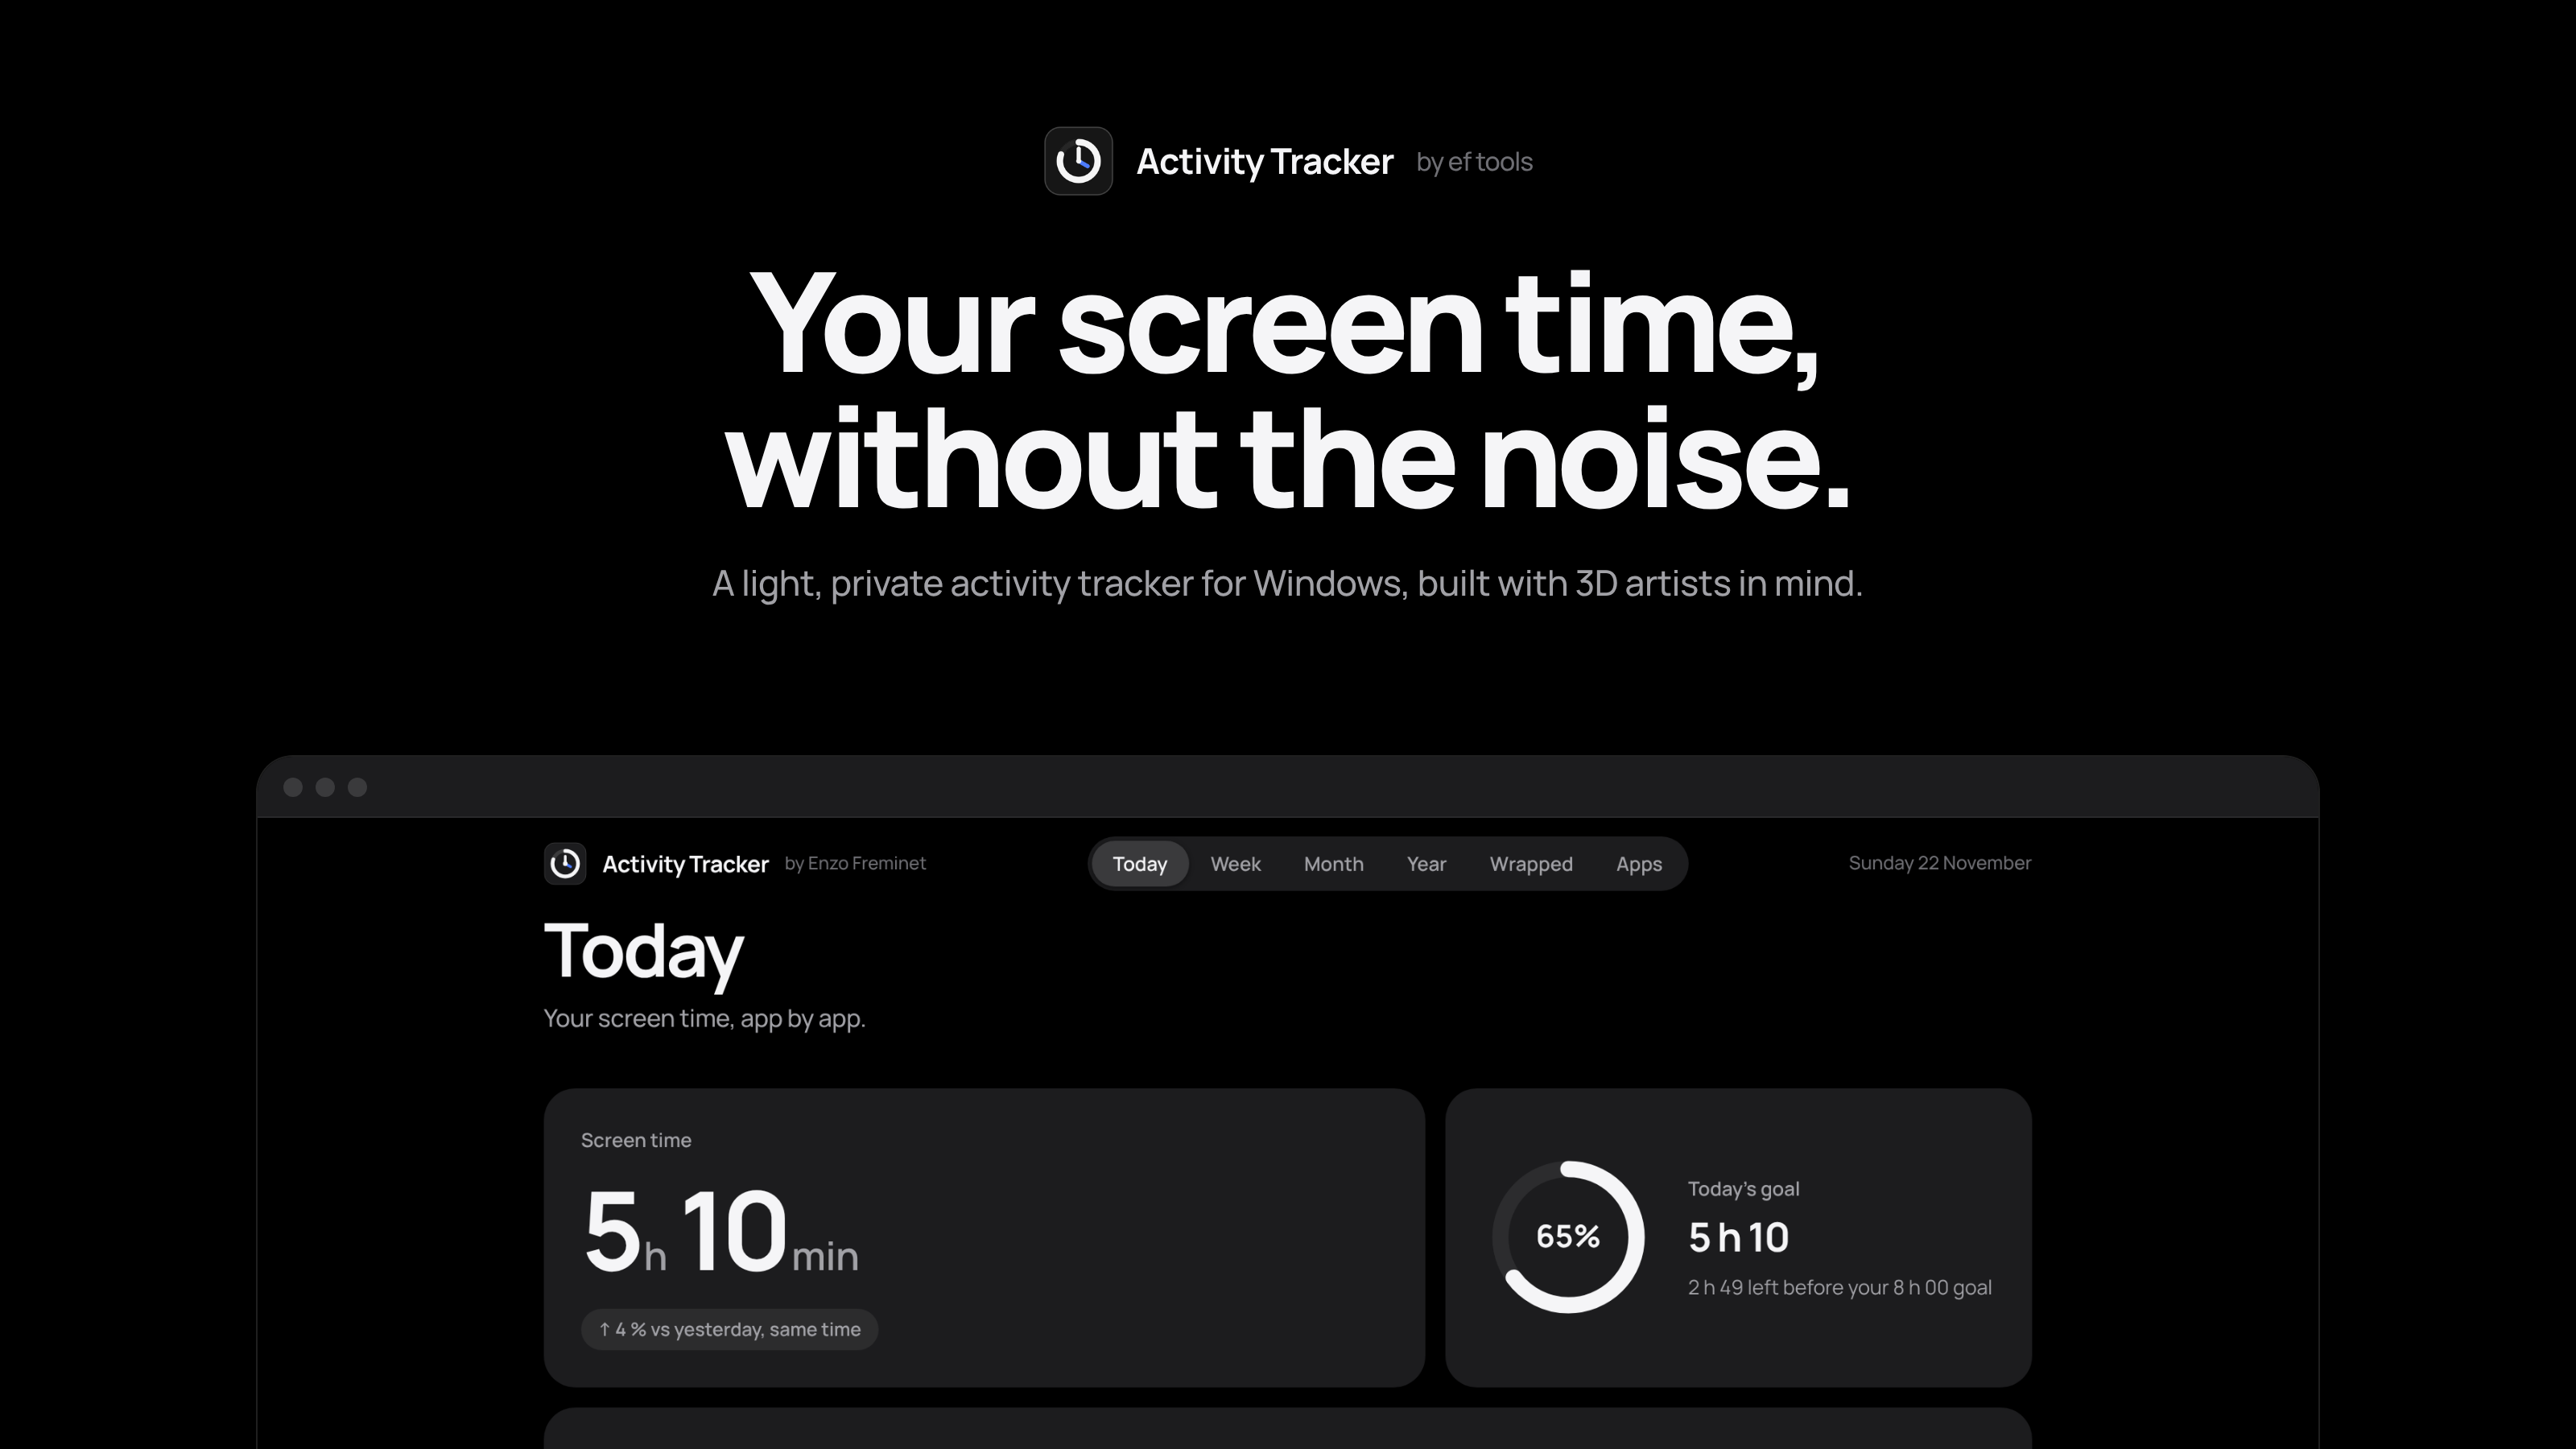 Activity Tracker by ef tools
Your screen time,
without the noise.
A light, private activity tracker for Windows, built with 3D artists in mind.
Activity Tracker by Enzo Freminet
Today Week Month Year Wrapped Apps
Sunday 22 November
Today
Your screen time, app by app.
Screen time
5h 10min
↑ 4 % vs yesterday, same time
65%
Today's goal
5 h 10
2 h 49 left before your 8 h 00 goal